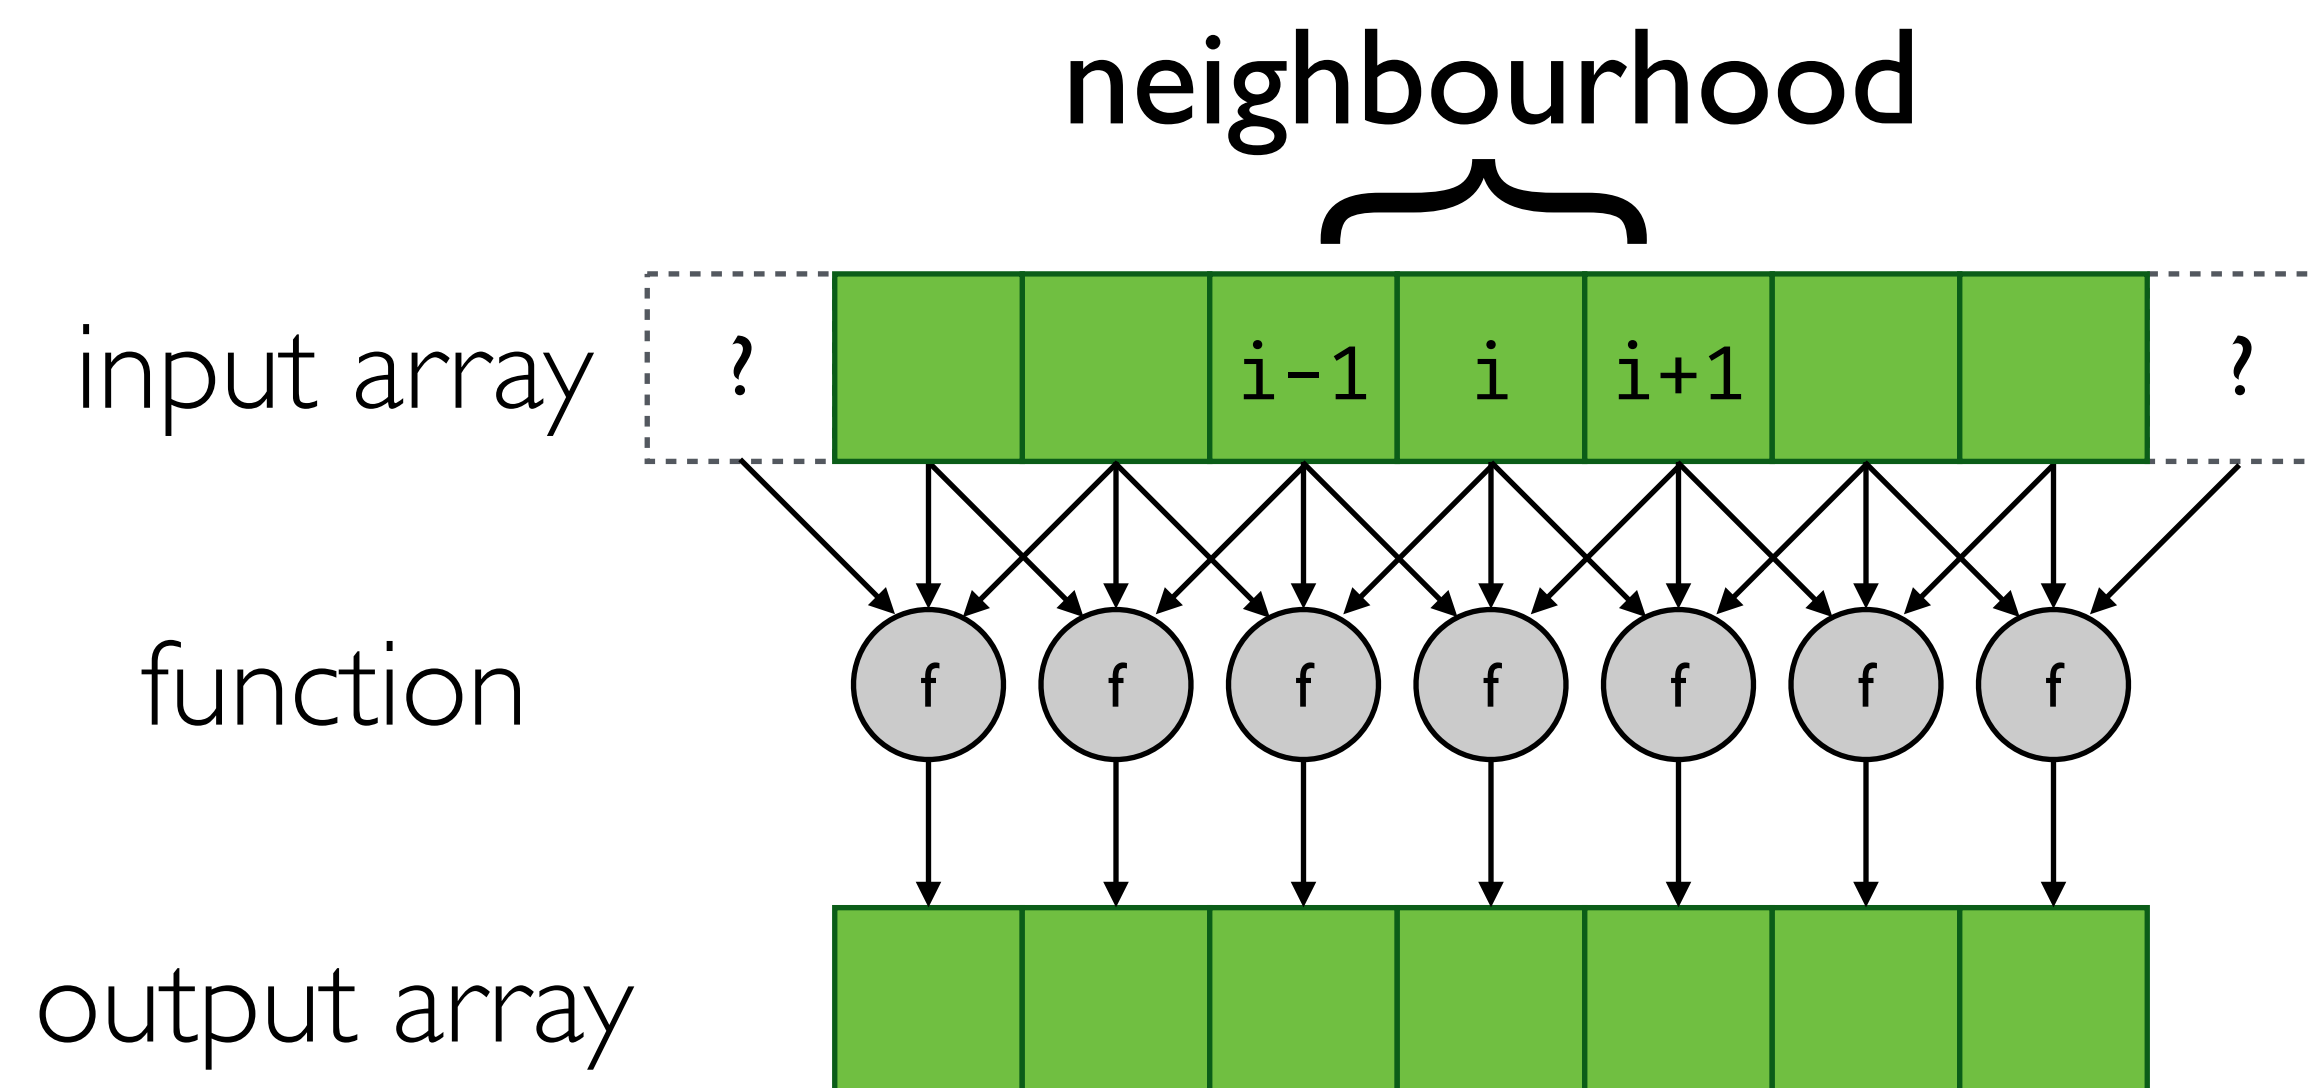 neighbourhood
input array ? i-1 i i+1 ?
function f f f f f f f
output array